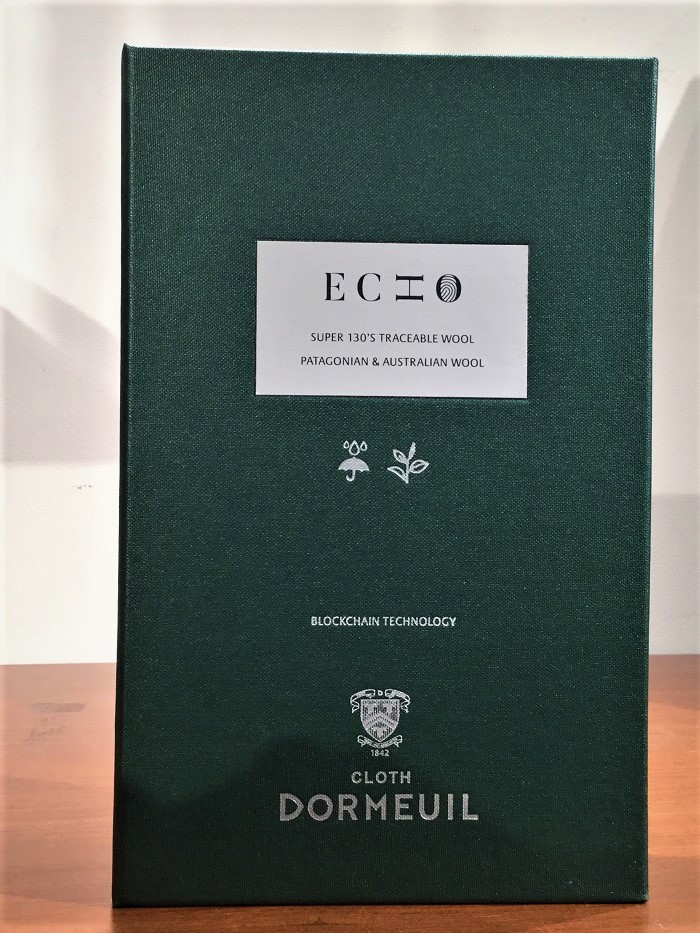 ECHO
SUPER 130'S TRACEABLE WOOL
PATAGONIAN & AUSTRALIAN WOOL
BLOCKCHAIN TECHNOLOGY
1842
CLOTH
DORMEUIL